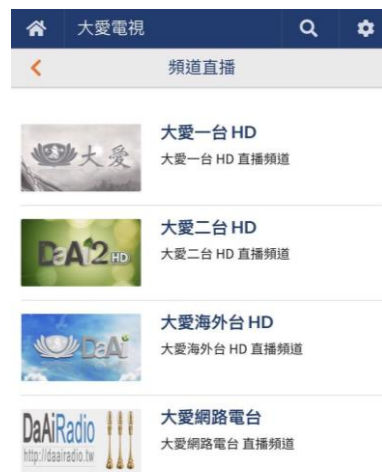 大愛電視
頻道直播
大愛
大愛一台 HD
大愛一台 HD 直播頻道
DaAi2 HD
大愛二台 HD
大愛二台 HD 直播頻道
DaAi
大愛海外台 HD
大愛海外台 HD 直播頻道
DaAiRadio
http://daairadio.tw
大愛網路電台
大愛網路電台 直播頻道